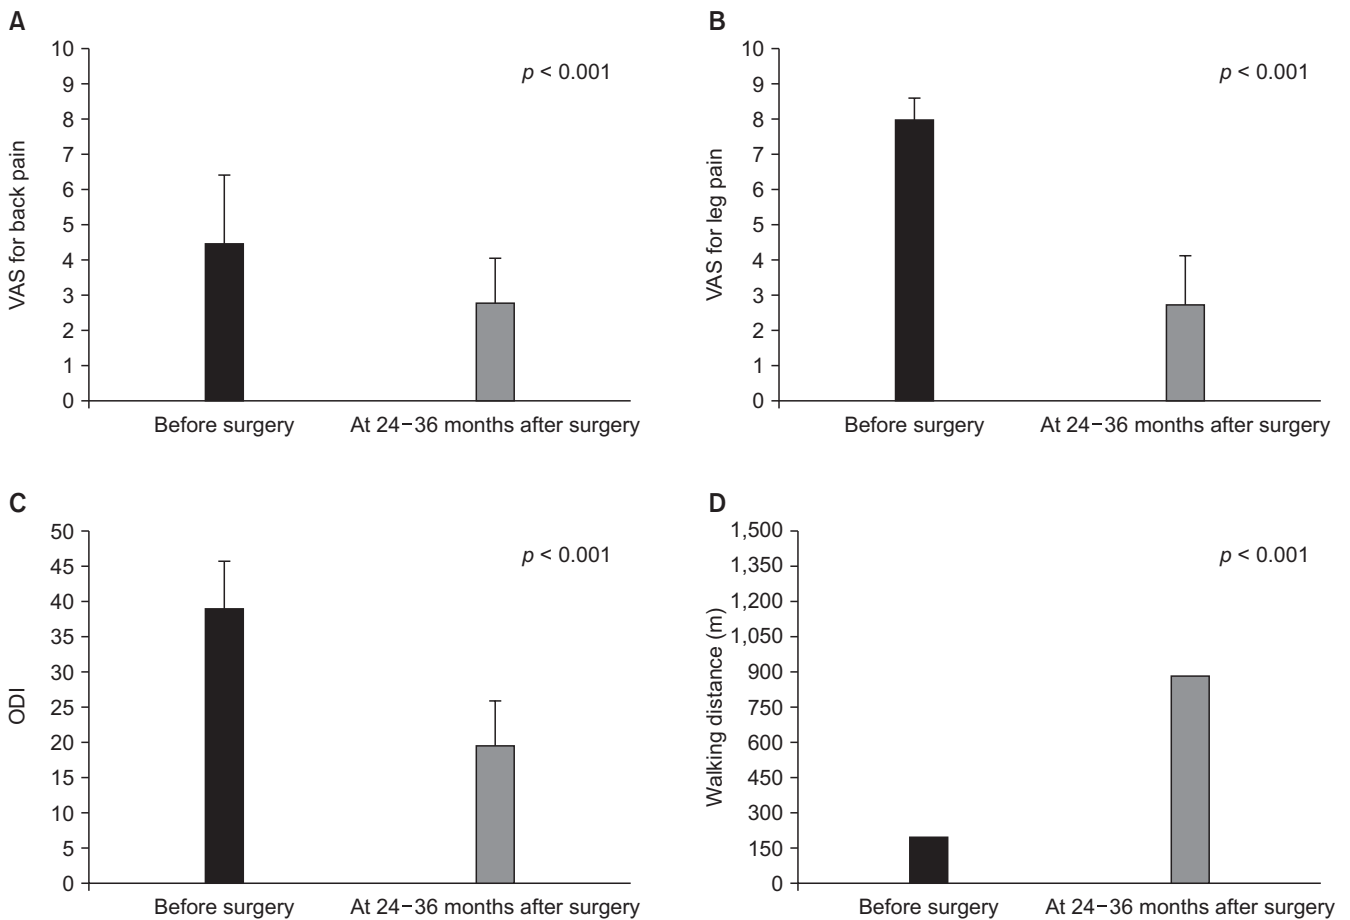 A
10
9
8
7
6
5
4
3
2
1
0
VAS for back pain
p < 0.001
Before surgery
At 24−36 months after surgery
B
10
9
8
7
6
5
4
3
2
1
0
VAS for leg pain
p < 0.001
Before surgery
At 24−36 months after surgery
C
50
45
40
35
30
25
20
15
10
5
0
ODI
p < 0.001
Before surgery
At 24−36 months after surgery
D
1,500
1,350
1,200
1,050
900
750
600
450
300
150
0
Walking distance (m)
p < 0.001
Before surgery
At 24−36 months after surgery